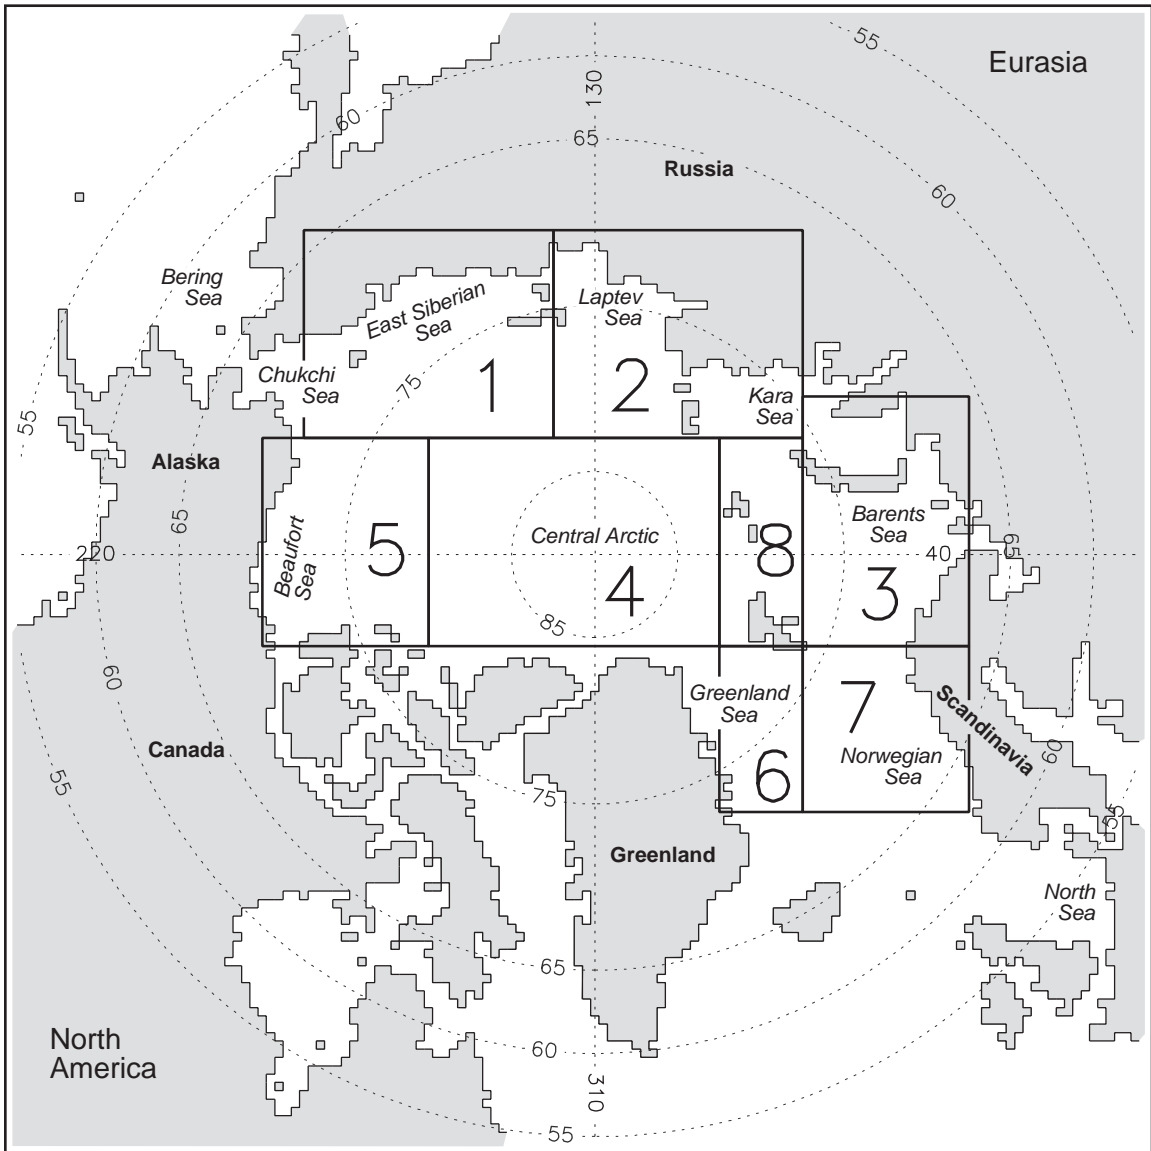 55
Eurasia
130
60
65
Russia
60
Bering
Sea
East Siberian
Sea
Laptev
Sea
Chukchi
Sea
75
1
2
Kara
Sea
55
Alaska
65
Barents
Sea
Beaufort
Sea
5
Central Arctic
8
65
220
40
4
3
85
60
Greenland
Sea
7
Scandinavia
Canada
Norwegian
Sea
60
55
6
75
55
Greenland
North
Sea
65
North
America
60
310
55